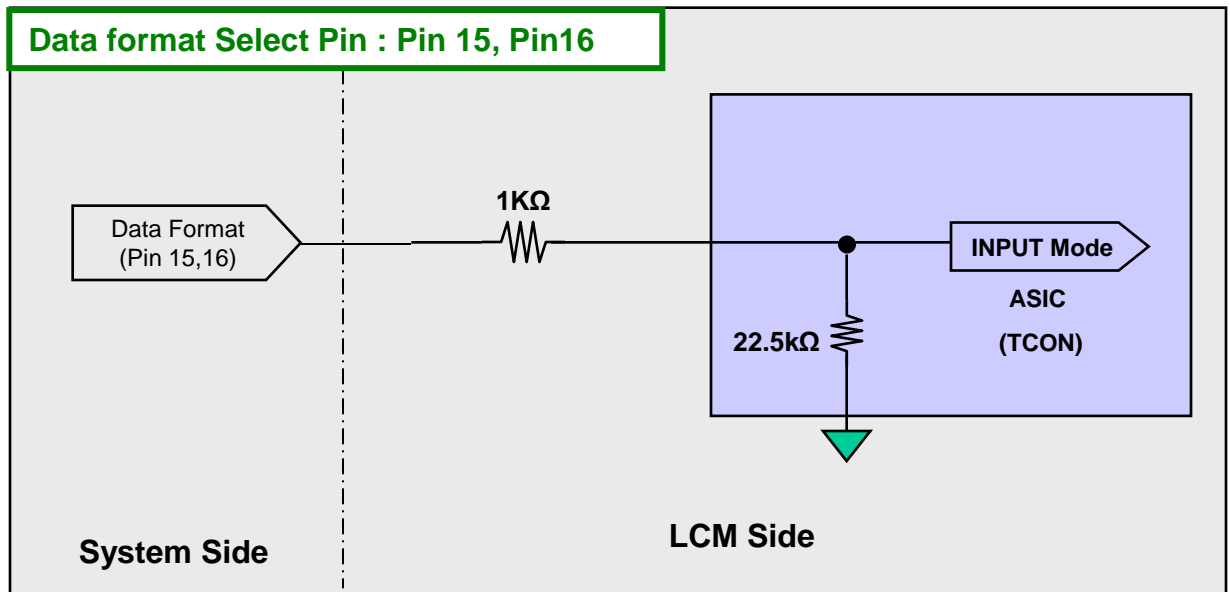 Data format Select Pin : Pin 15, Pin16
1KΩ
Data Format
(Pin 15,16)
INPUT Mode
ASIC
(TCON)
22.5kΩ
System Side
LCM Side